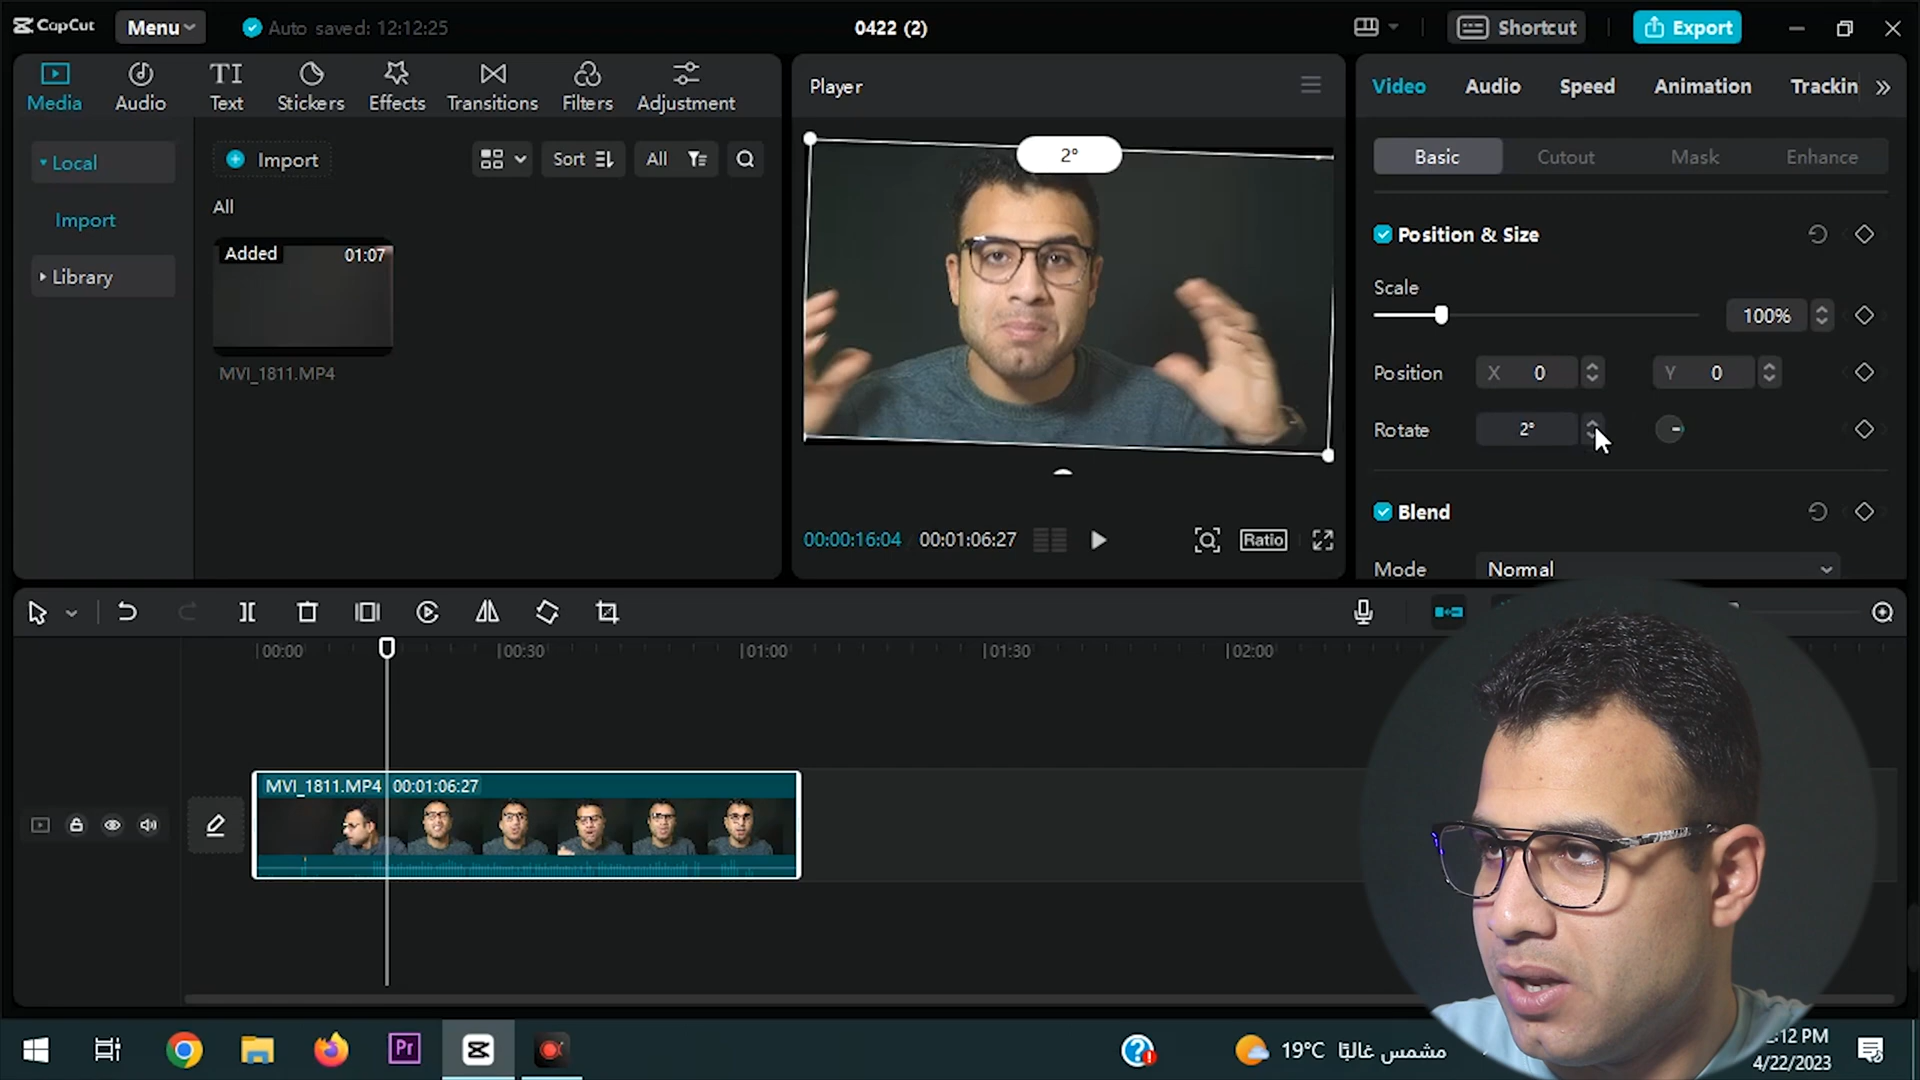 CapCut
Menu
Auto saved: 12:12:25
0422 (2)
Shortcut
Export
Media
Audio
Text
Stickers
Effects
Transitions
Filters
Adjustment
Local
Import
Library
Import
Sort
All
All
Added
01:07
MVI_1811.MP4
Player
2°
00:00:16:04
00:01:06:27
Ratio
Video
Audio
Speed
Animation
Trackin
Basic
Cutout
Mask
Enhance
Position & Size
Scale
100%
Position
X 0
Y 0
Rotate
2°
Blend
Mode
Normal
00:00
00:30
01:00
01:30
02:00
MVI_1811.MP4 00:01:06:27
Pr
19°C مشمس غالبًا
:12 PM
4/22/2023